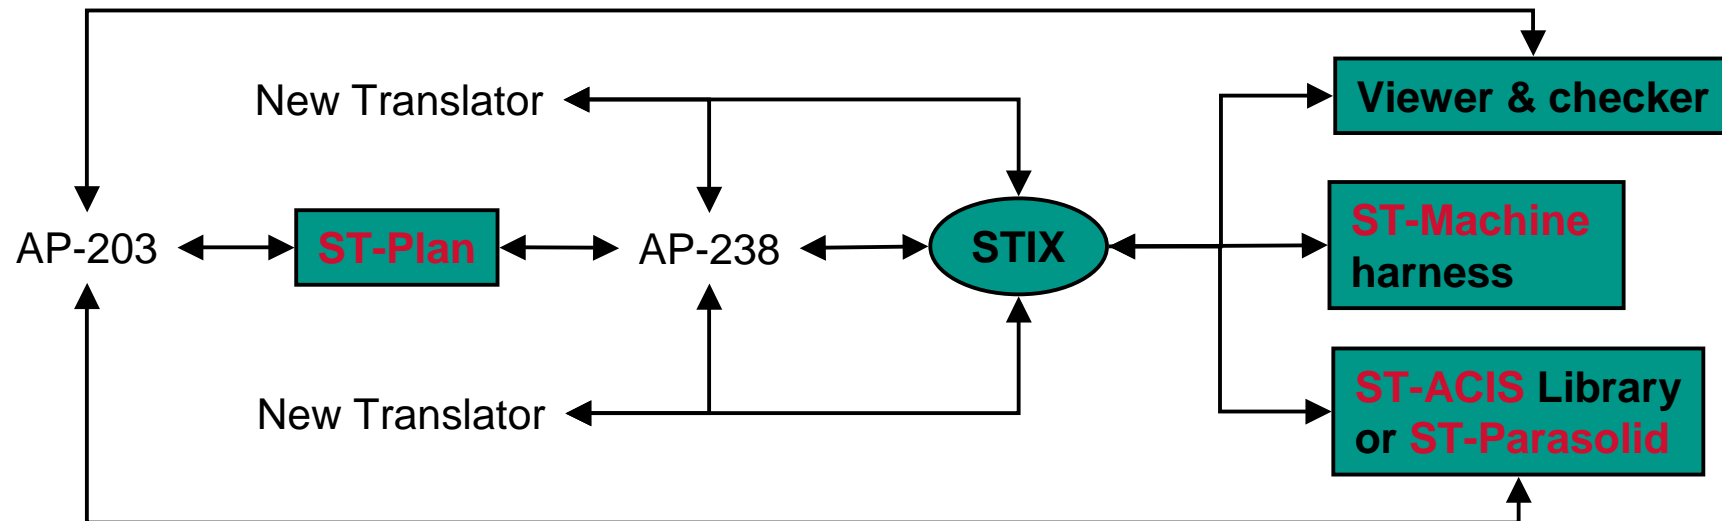 New Translator
Viewer & checker
AP-203
ST-Plan
AP-238
STIX
ST-Machine
harness
New Translator
ST-ACIS Library
or ST-Parasolid